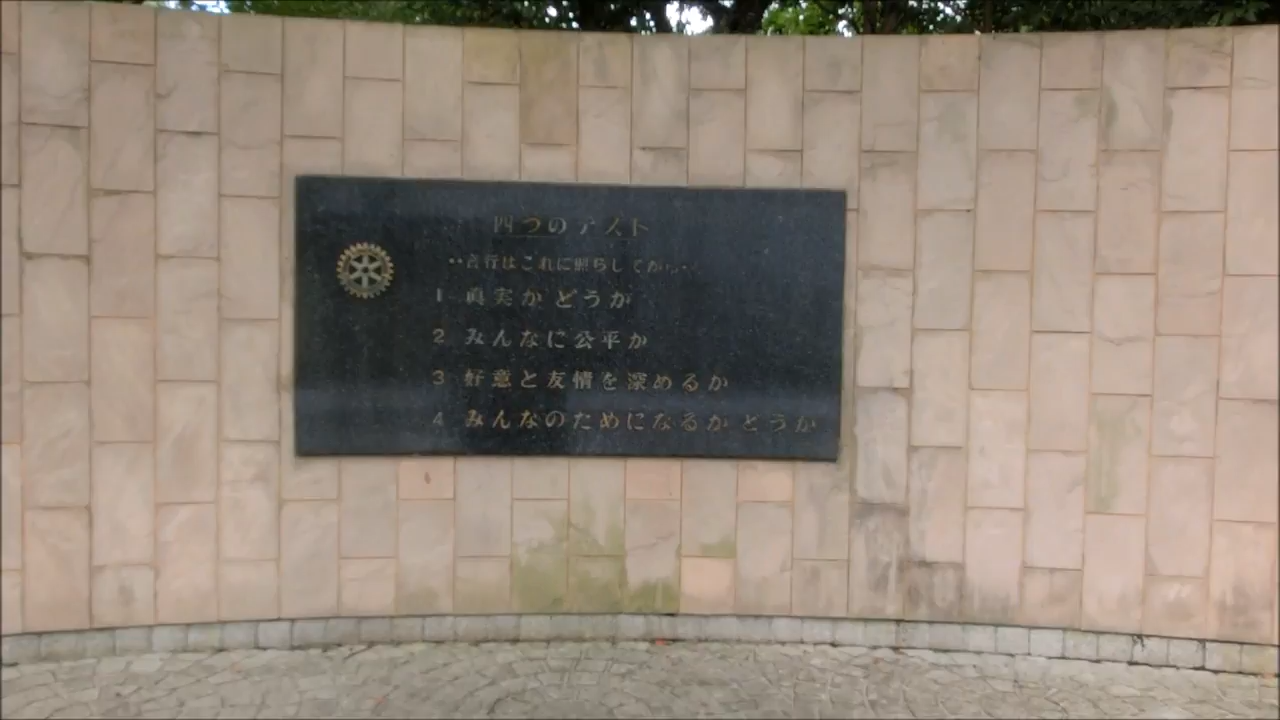 四つのテスト
‥言行はこれに照らしてから‥
1 真実かどうか
2 みんなに公平か
3 好意と友情を深めるか
4 みんなのためになるかどうか